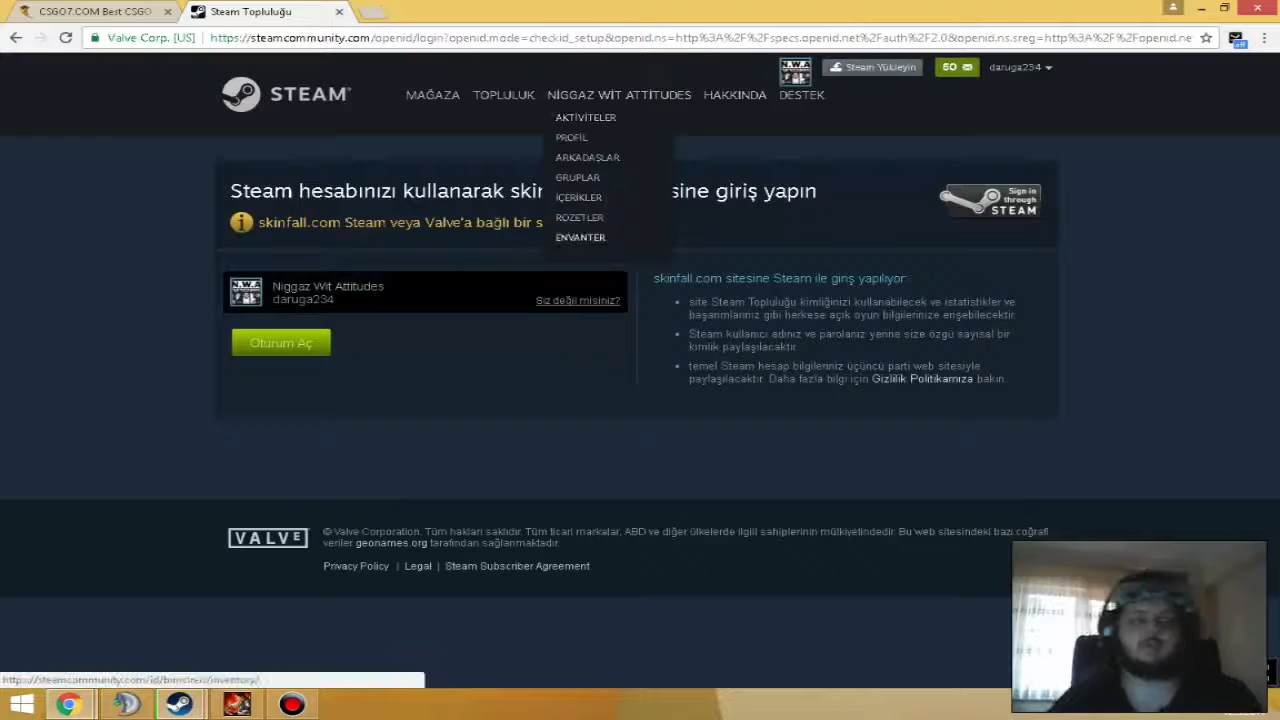 CSGO7.COM Best CSGO
Steam Topluluğu
Valve Corp. [US]
https://steamcommunity.com/openid/login?openid.mode=checkid_setup&openid.ns=http%3A%2F%2Fspecs.openid.net%2Fauth%2F2.0&openid.ns.sreg=http%3A%2F%2Fopenid.ne
off
Steam Yükleyin
50
daruga234
STEAM
MAĞAZA
TOPLULUK
NİGGAZ WİT ATTİTUDES
HAKKINDA
DESTEK
AKTİVİTELER
PROFİL
ARKADAŞLAR
GRUPLAR
İÇERİKLER
ROZETLER
ENVANTER
Steam hesabınızı kullanarak skin
sine giriş yapın
Sign in
through
STEAM
skinfall.com Steam veya Valve'a bağlı bir s
N.W.A
Niggaz Wit Attitudes
daruga234
Siz değil misiniz?
Oturum Aç
skinfall.com sitesine Steam ile giriş yapılıyor:
site Steam Topluluğu kimliğinizi kullanabilecek ve istatistikler ve
başarımlarınız gibi herkese açık oyun bilgilerinize erişebilecektir.
Steam kullanıcı adınız ve parolanız yerine size özgü sayısal bir
kimlik paylaşılacaktır.
temel Steam hesap bilgileriniz üçüncü parti web sitesiyle
paylaşılacaktır. Daha fazla bilgi için Gizlilik Politikamıza bakın.
VALVE
© Valve Corporation. Tüm hakları saklıdır. Tüm ticari markalar, ABD ve diğer ülkelerde ilgili sahiplerinin mülkiyetindedir. Bu web sitesindeki bazı coğrafi
veriler geonames.org tarafından sağlanmaktadır.
Privacy Policy | Legal | Steam Subscriber Agreement